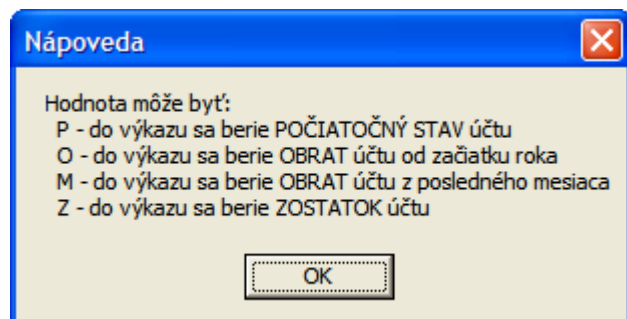 Nápoveda
Hodnota môže byť:
P - do výkazu sa berie POČIATOČNÝ STAV účtu
O - do výkazu sa berie OBRAT účtu od začiatku roka
M - do výkazu sa berie OBRAT účtu z posledného mesiaca
Z - do výkazu sa berie ZOSTATOK účtu
OK